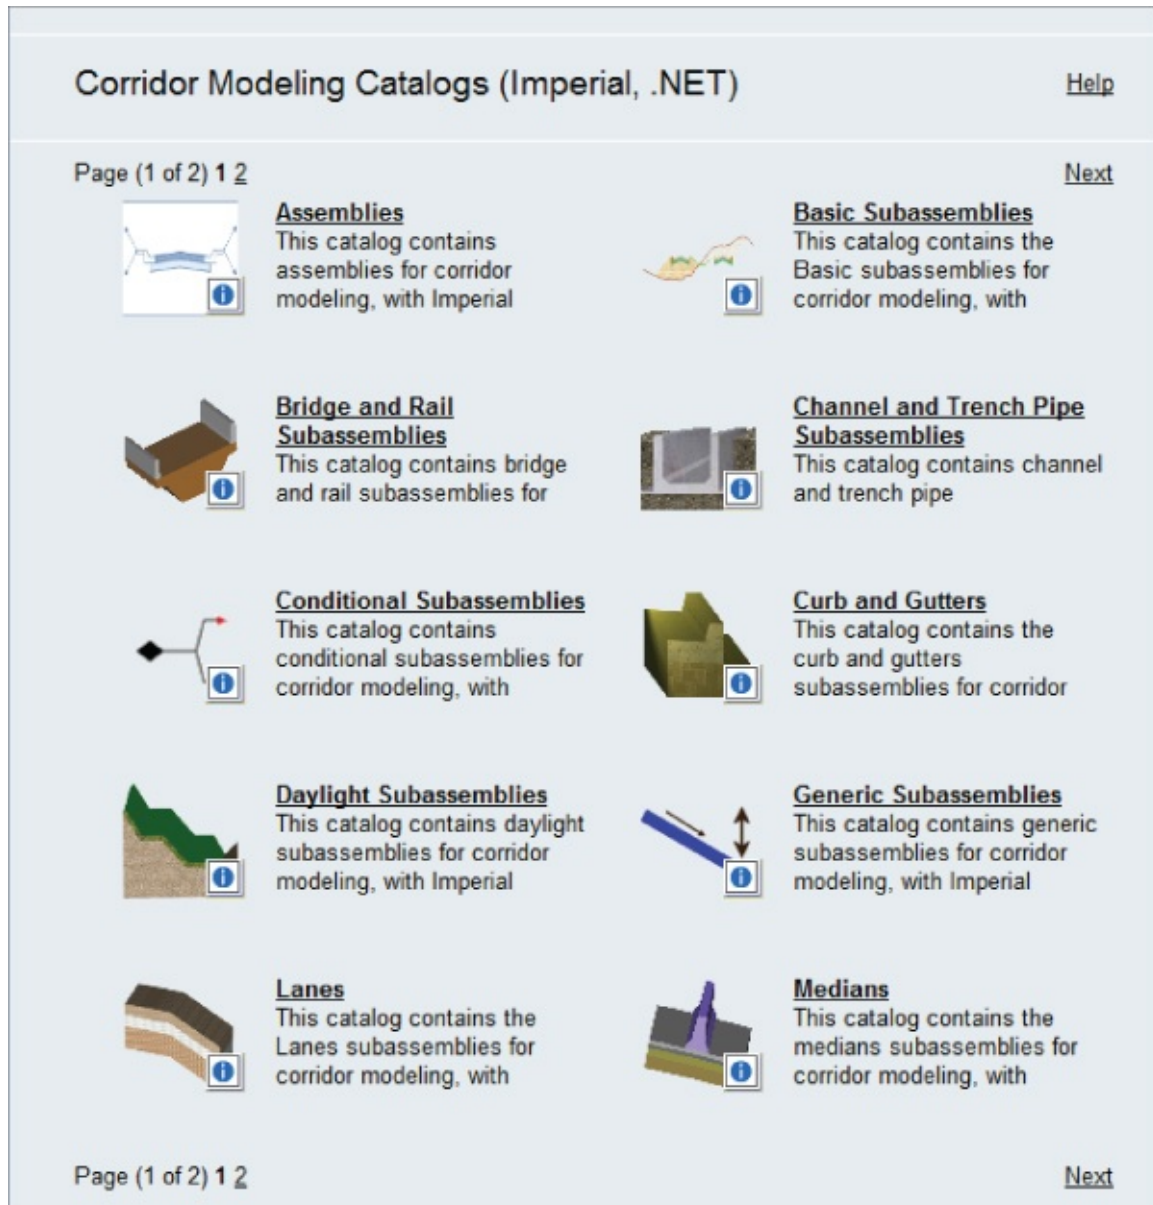 Corridor Modeling Catalogs (Imperial, .NET)
Help
Page (1 of 2) 1 2
Next
Assemblies
This catalog contains
assemblies for corridor
modeling, with Imperial
Basic Subassemblies
This catalog contains the
Basic subassemblies for
corridor modeling, with
Bridge and Rail
Subassemblies
This catalog contains bridge
and rail subassemblies for
Channel and Trench Pipe
Subassemblies
This catalog contains channel
and trench pipe
Conditional Subassemblies
This catalog contains
conditional subassemblies for
corridor modeling, with
Curb and Gutters
This catalog contains the
curb and gutters
subassemblies for corridor
Daylight Subassemblies
This catalog contains daylight
subassemblies for corridor
modeling, with Imperial
Generic Subassemblies
This catalog contains generic
subassemblies for corridor
modeling, with Imperial
Lanes
This catalog contains the
Lanes subassemblies for
corridor modeling, with
Medians
This catalog contains the
medians subassemblies for
corridor modeling, with
Page (1 of 2) 1 2
Next